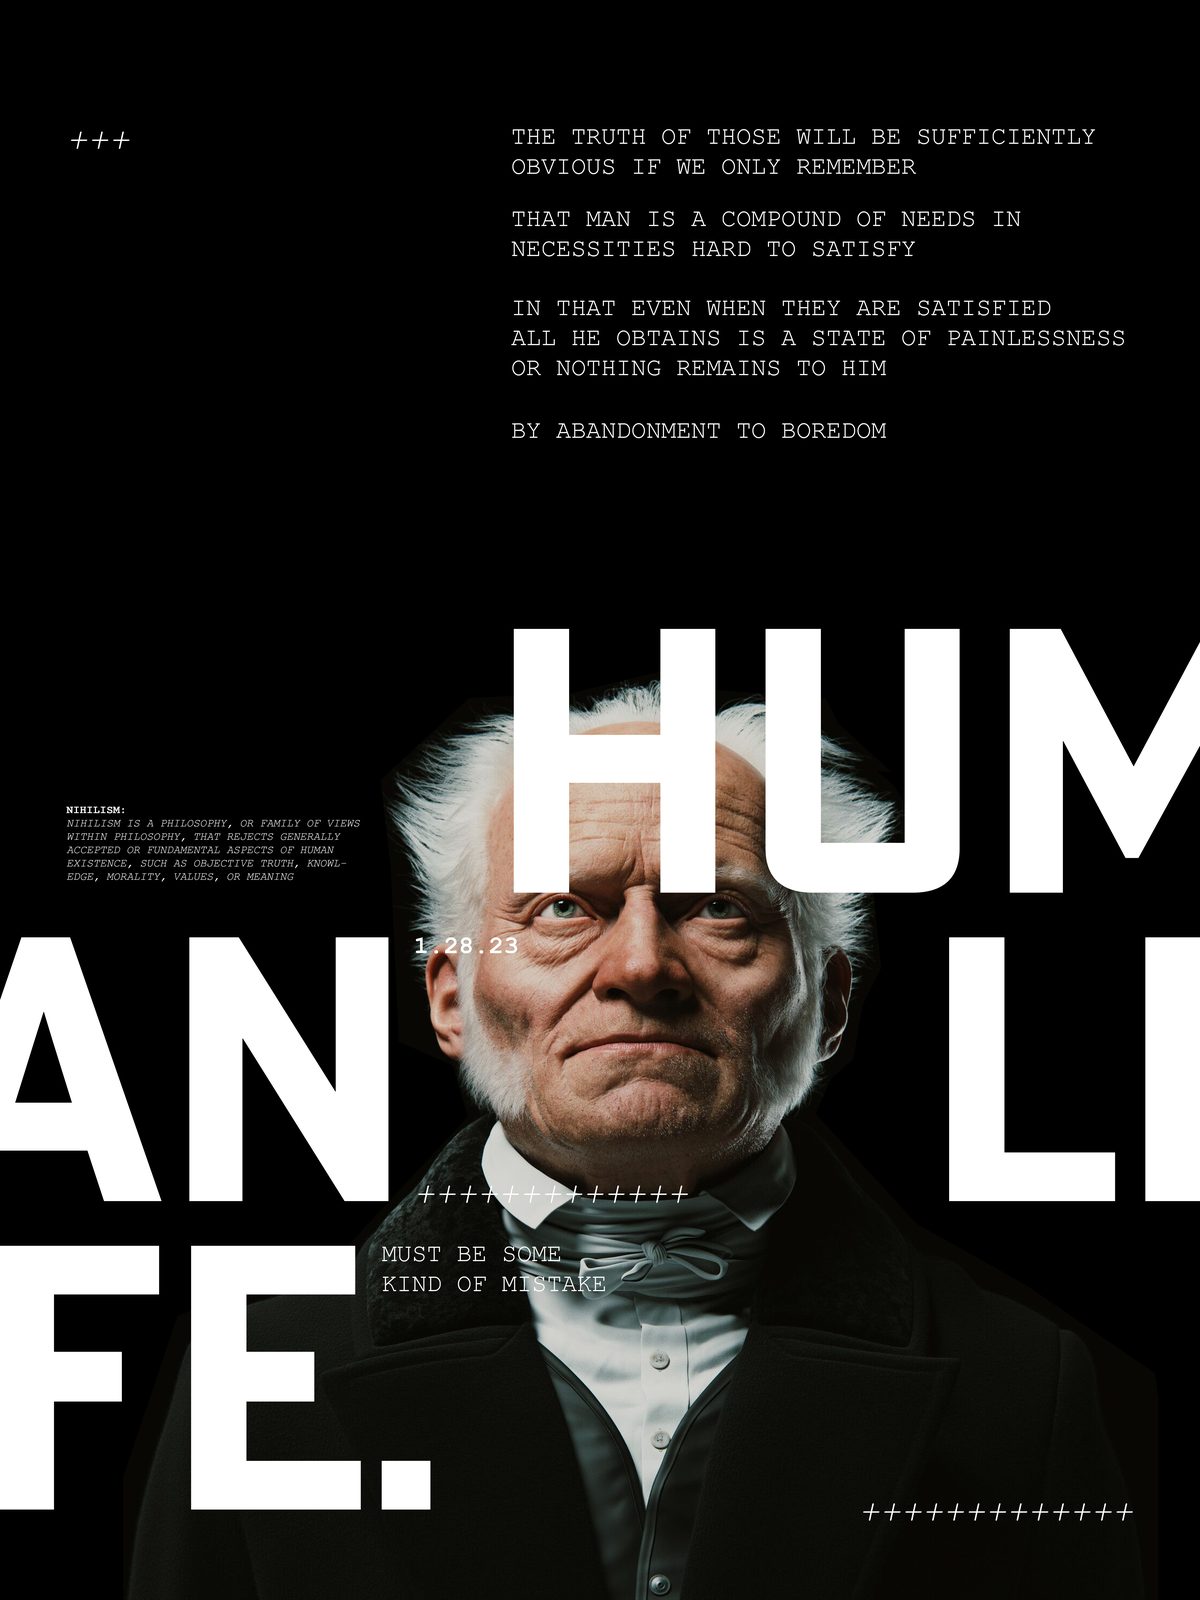 +++
THE TRUTH OF THOSE WILL BE SUFFICIENTLY
OBVIOUS IF WE ONLY REMEMBER
THAT MAN IS A COMPOUND OF NEEDS IN
NECESSITIES HARD TO SATISFY
IN THAT EVEN WHEN THEY ARE SATISFIED
ALL HE OBTAINS IS A STATE OF PAINLESSNESS
OR NOTHING REMAINS TO HIM
BY ABANDONMENT TO BOREDOM
HUM
NIHILISM:
NIHILISM IS A PHILOSOPHY, OR FAMILY OF VIEWS
WITHIN PHILOSOPHY, THAT REJECTS GENERALLY
ACCEPTED OR FUNDAMENTAL ASPECTS OF HUMAN
EXISTENCE, SUCH AS OBJECTIVE TRUTH, KNOWL-
EDGE, MORALITY, VALUES, OR MEANING
1.28.23
AN LI
+++++++++++++
FE.
MUST BE SOME
KIND OF MISTAKE
+++++++++++++